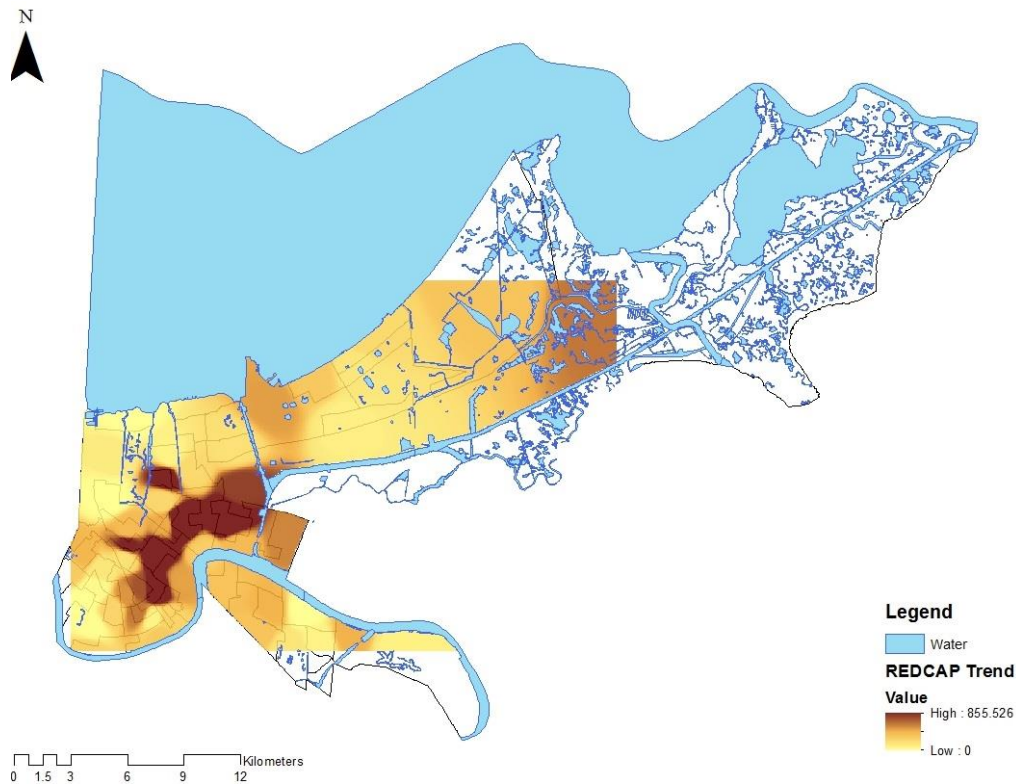 N
Legend
Water
REDCAP Trend
Value
High : 855.526
Low : 0
Kilometers
0 1.5 3 6 9 12